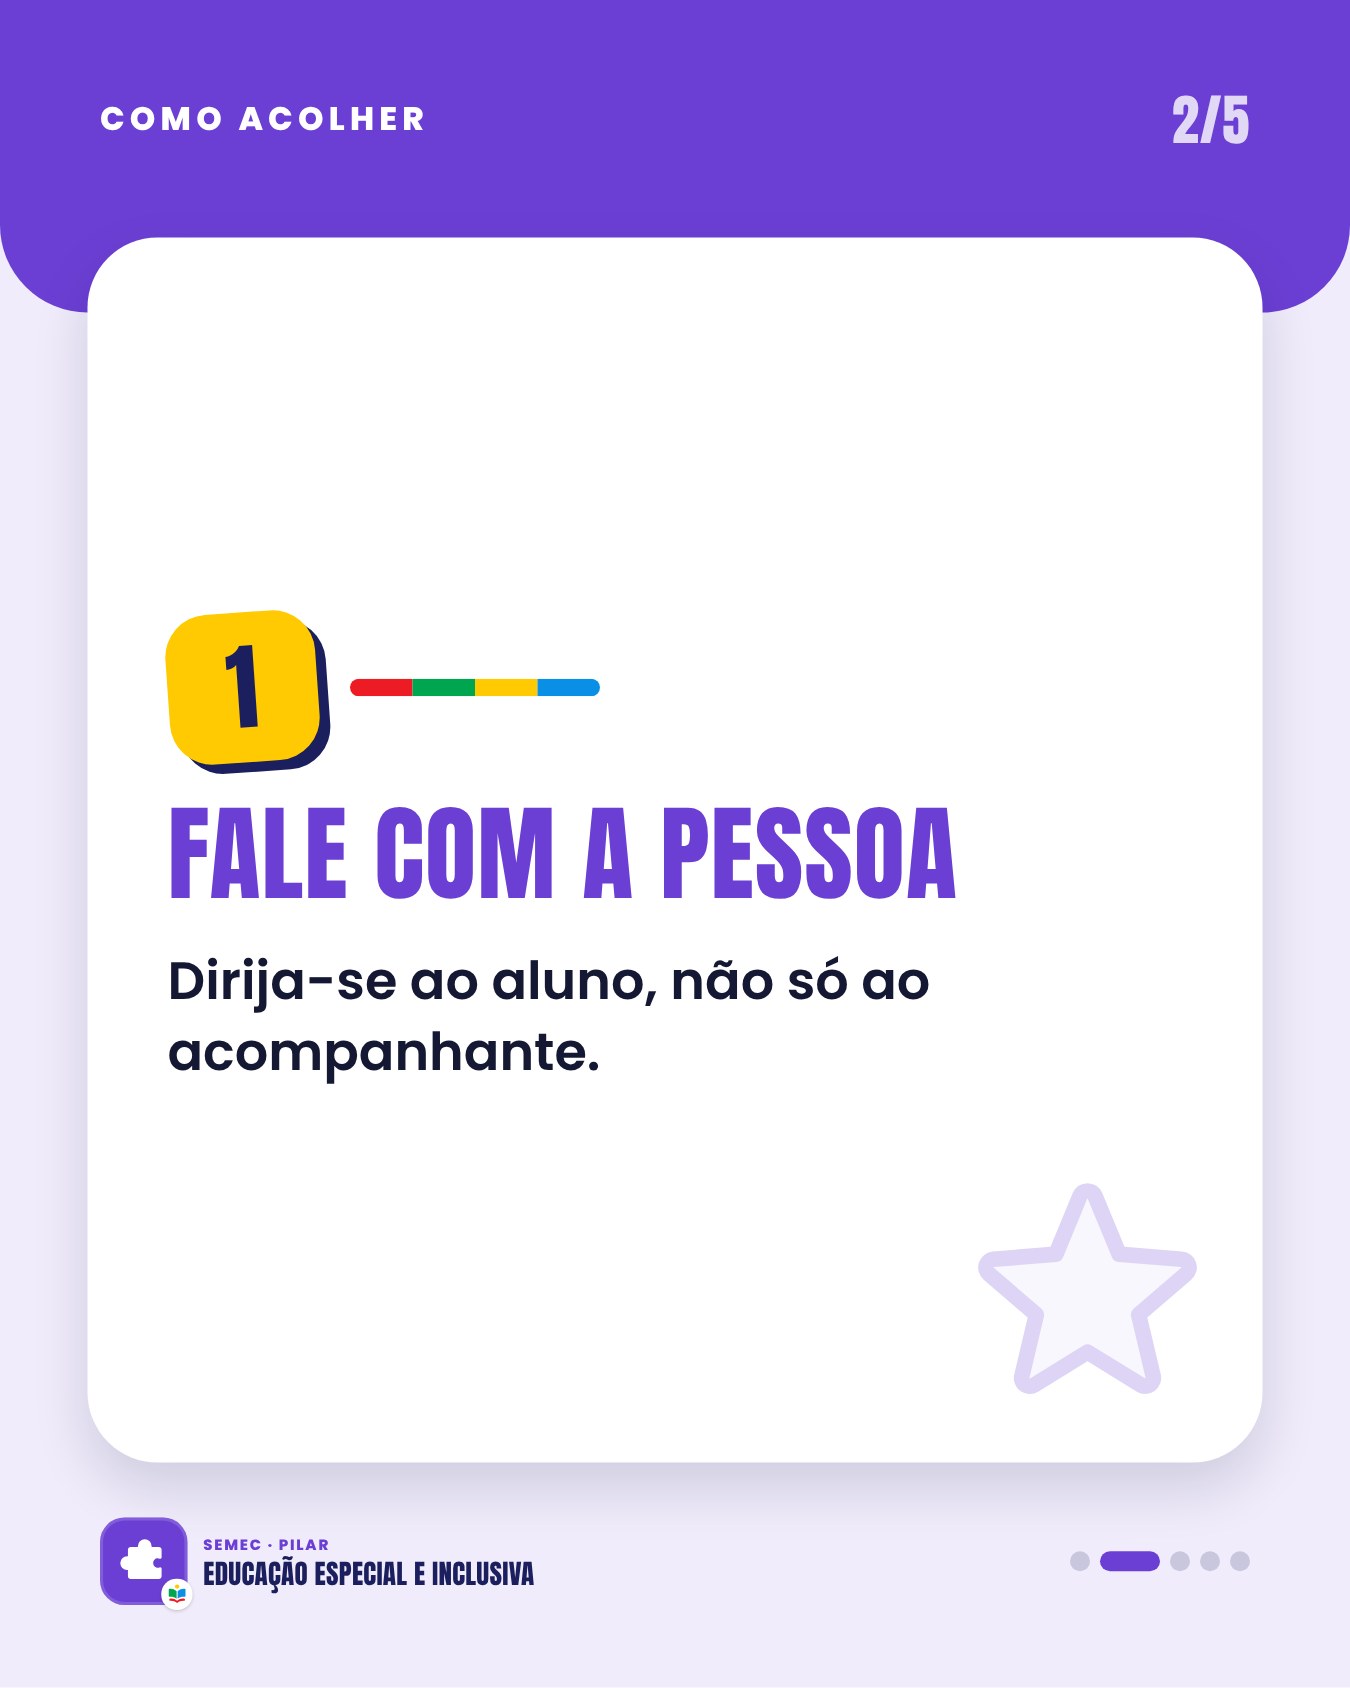 COMO ACOLHER
2/5
1
FALE COM A PESSOA
Dirija-se ao aluno, não só ao
acompanhante.
SEMEC · PILAR
EDUCAÇÃO ESPECIAL E INCLUSIVA